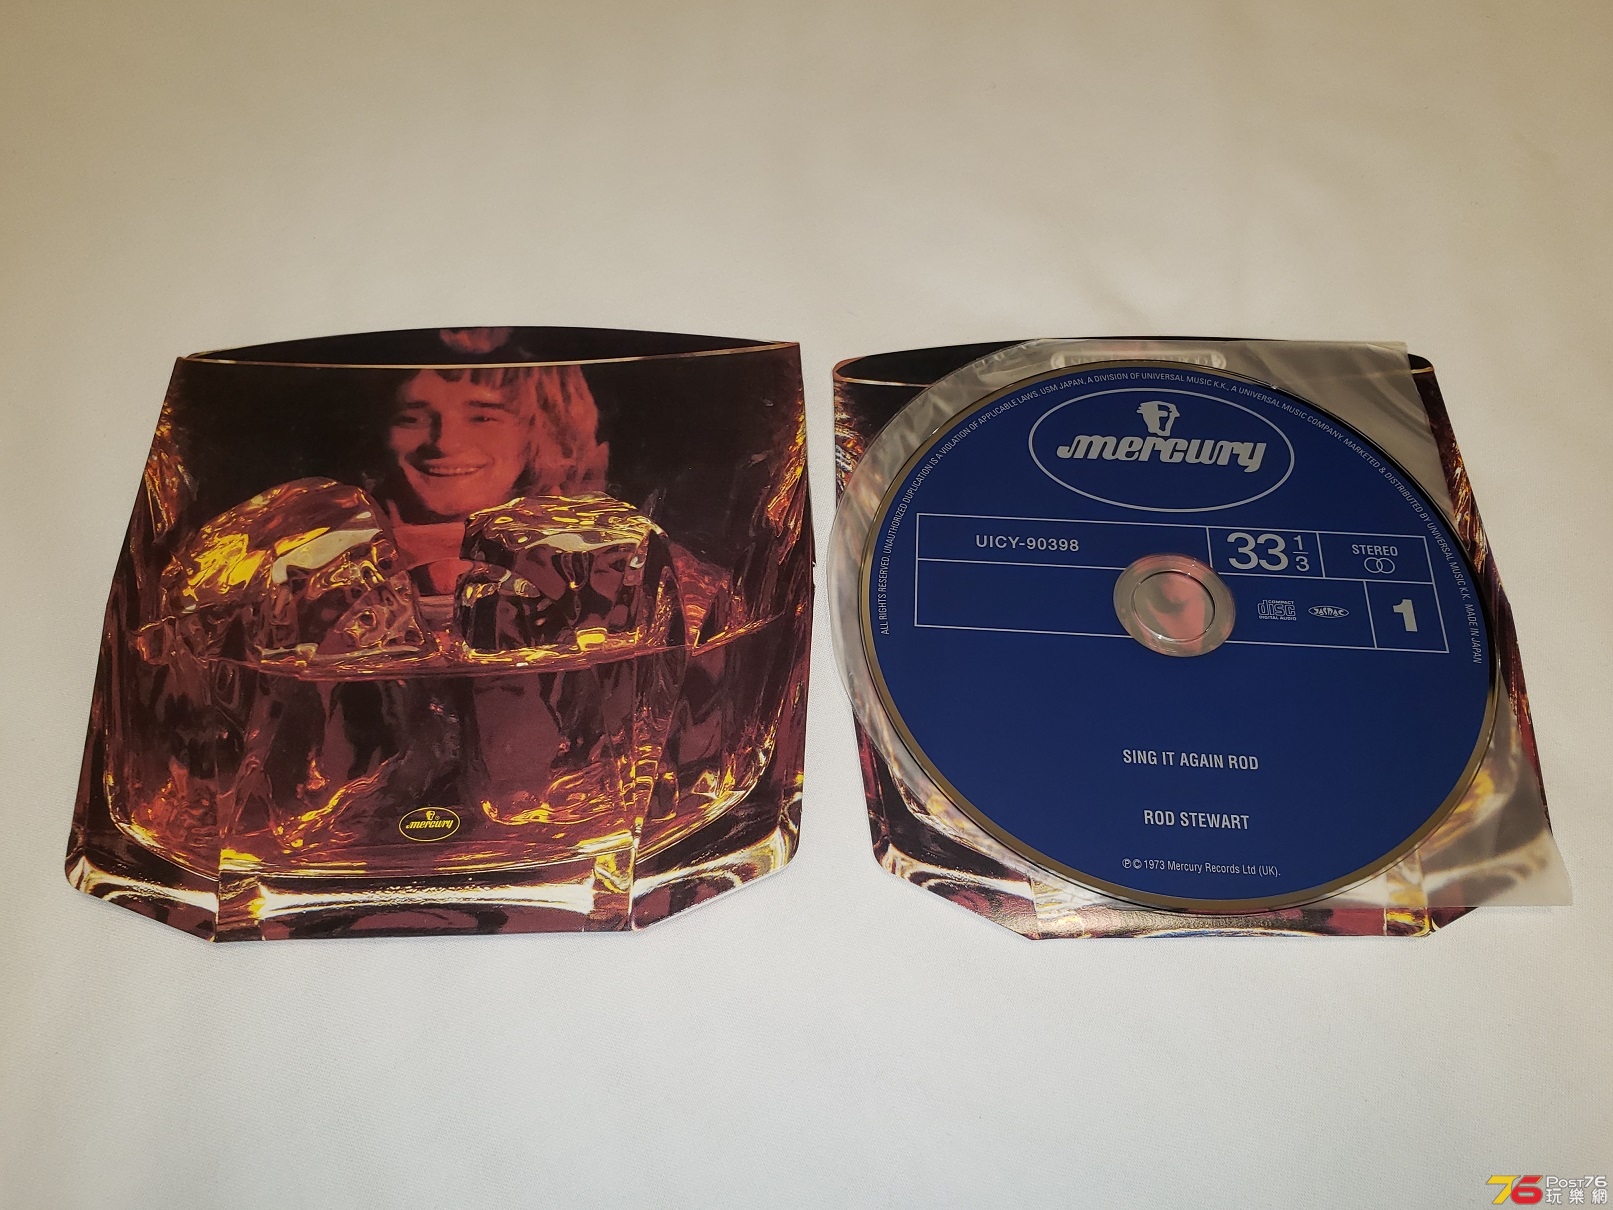 mercury
ALL RIGHTS RESERVED. UNAUTHORIZED DUPLICATION IS A VIOLATION OF APPLICABLE LAWS. USM JAPAN, A DIVISION OF UNIVERSAL MUSIC K.K., A UNIVERSAL MUSIC COMPANY. MARKETED & DISTRIBUTED BY UNIVERSAL MUSIC K.K. MADE IN JAPAN
mercury
UICY-90398
33 1/3
STEREO
COMPACT disc DIGITAL AUDIO
JASRAC
1
SING IT AGAIN ROD
ROD STEWART
℗© 1973 Mercury Records Ltd (UK).
76 Post76
玩樂網